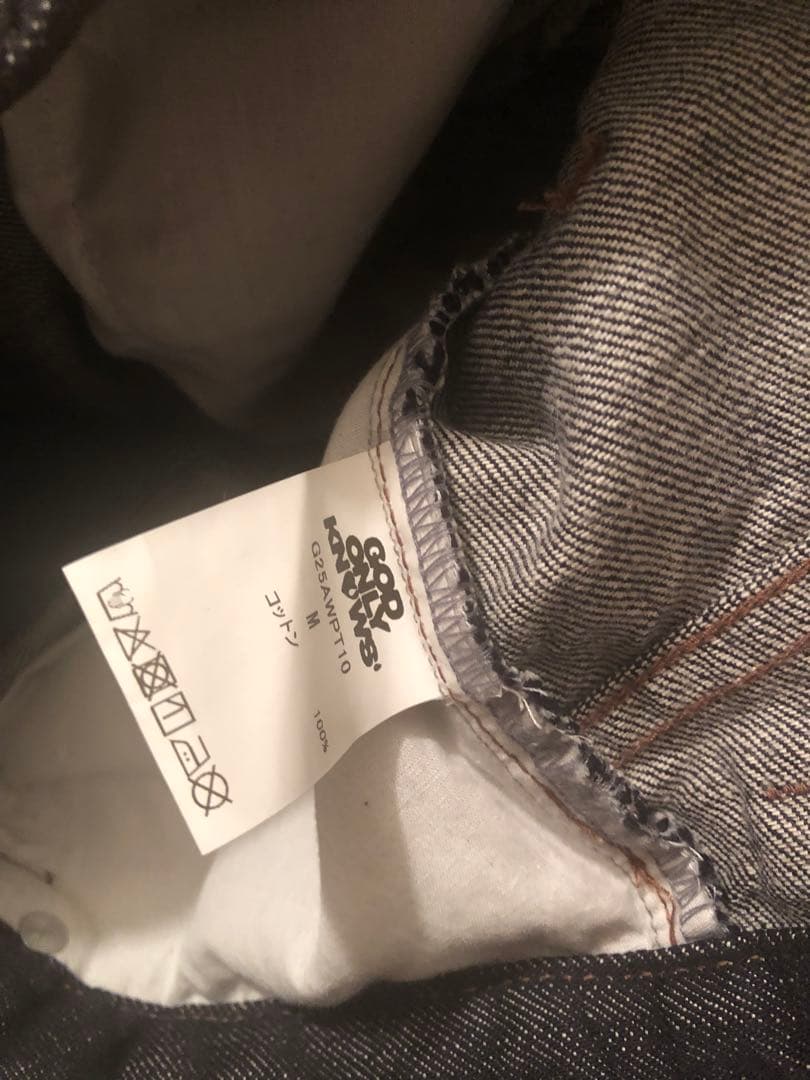 GOD
ONLY
KNOWS'
G25AWPT10
M
コットン 100%